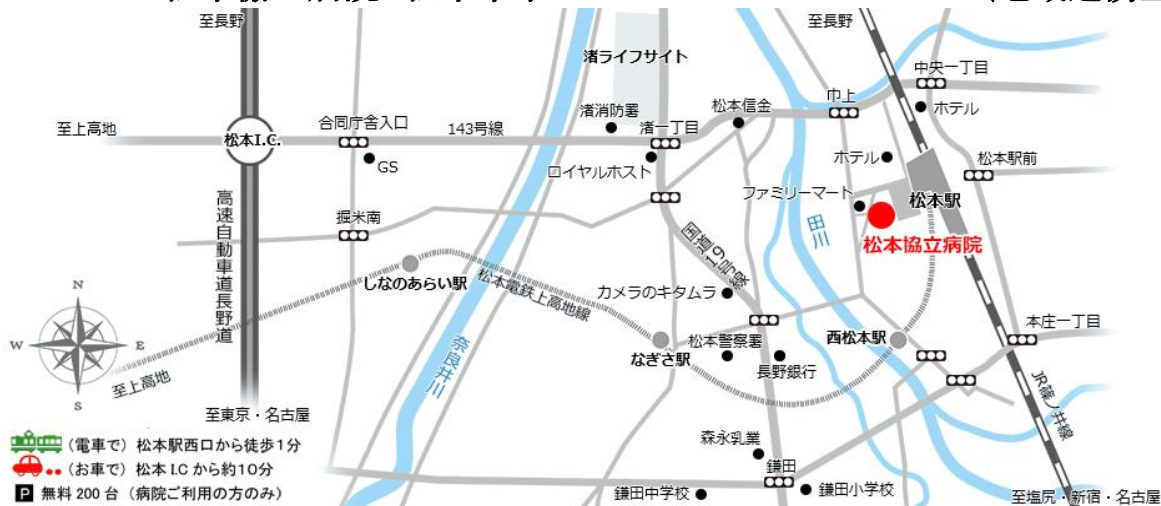 至長野
至長野
渚ライフサイト
中央一丁目
ホテル
巾上
松本信金
渚消防署
渚一丁目
合同庁舎入口
143号線
至上高地
松本I.C.
GS
ロイヤルホスト
ホテル
松本駅前
松本駅
ファミリーマート
松本協立病院
田川
国道19号線
高速自動車道長野道
掘米南
しなのあらい駅
松本電鉄上高地線
カメラのキタムラ
N
W
E
S
至上高地
奈良井川
なぎさ駅
松本警察署
長野銀行
西松本駅
本庄一丁目
JR篠ノ井線
至東京・名古屋
(電車で) 松本駅西口から徒歩1分
(お車で) 松本I.Cから約10分
P 無料200台 (病院ご利用の方のみ)
森永乳業
鎌田
鎌田中学校
鎌田小学校
至塩尻・新宿・名古屋